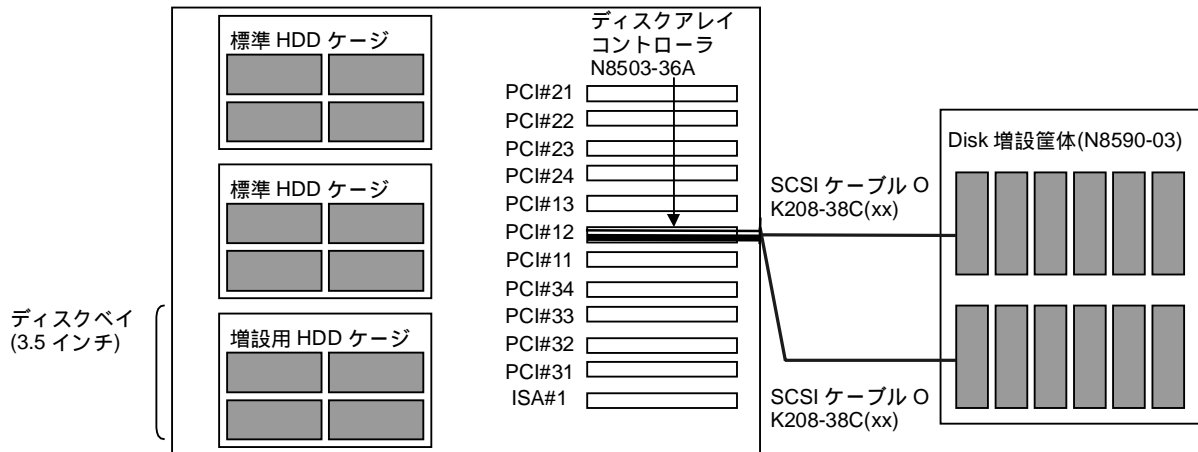 標準 HDD ケージ
標準 HDD ケージ
ディスクベイ
(3.5 インチ)
増設用 HDD ケージ
ディスクアレイ
コントローラ
N8503-36A
PCI#21
PCI#22
PCI#23
PCI#24
PCI#13
PCI#12
PCI#11
PCI#34
PCI#33
PCI#32
PCI#31
ISA#1
SCSI ケーブル O
K208-38C(xx)
SCSI ケーブル O
K208-38C(xx)
Disk 増設筐体(N8590-03)